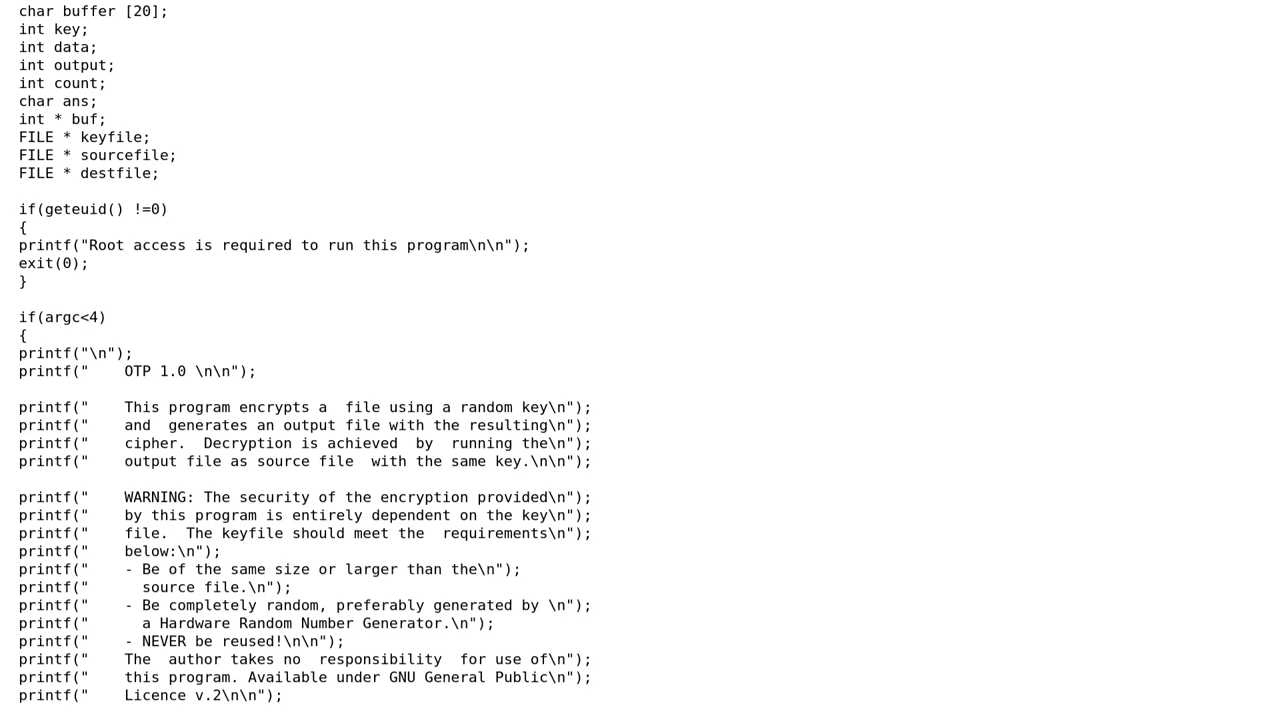 char buffer [20];
int key;
int data;
int output;
int count;
char ans;
int * buf;
FILE * keyfile;
FILE * sourcefile;
FILE * destfile;

if(geteuid() !=0)
{
printf("Root access is required to run this program\n\n");
exit(0);
}

if(argc<4)
{
printf("\n");
printf("    OTP 1.0 \n\n");

printf("    This program encrypts a  file using a random key\n");
printf("    and  generates an output file with the resulting\n");
printf("    cipher.  Decryption is achieved  by  running the\n");
printf("    output file as source file  with the same key.\n\n");

printf("    WARNING: The security of the encryption provided\n");
printf("    by this program is entirely dependent on the key\n");
printf("    file.  The keyfile should meet the  requirements\n");
printf("    below:\n");
printf("    - Be of the same size or larger than the\n");
printf("      source file.\n");
printf("    - Be completely random, preferably generated by \n");
printf("      a Hardware Random Number Generator.\n");
printf("    - NEVER be reused!\n\n");
printf("    The  author takes no  responsibility  for use of\n");
printf("    this program. Available under GNU General Public\n");
printf("    Licence v.2\n\n");